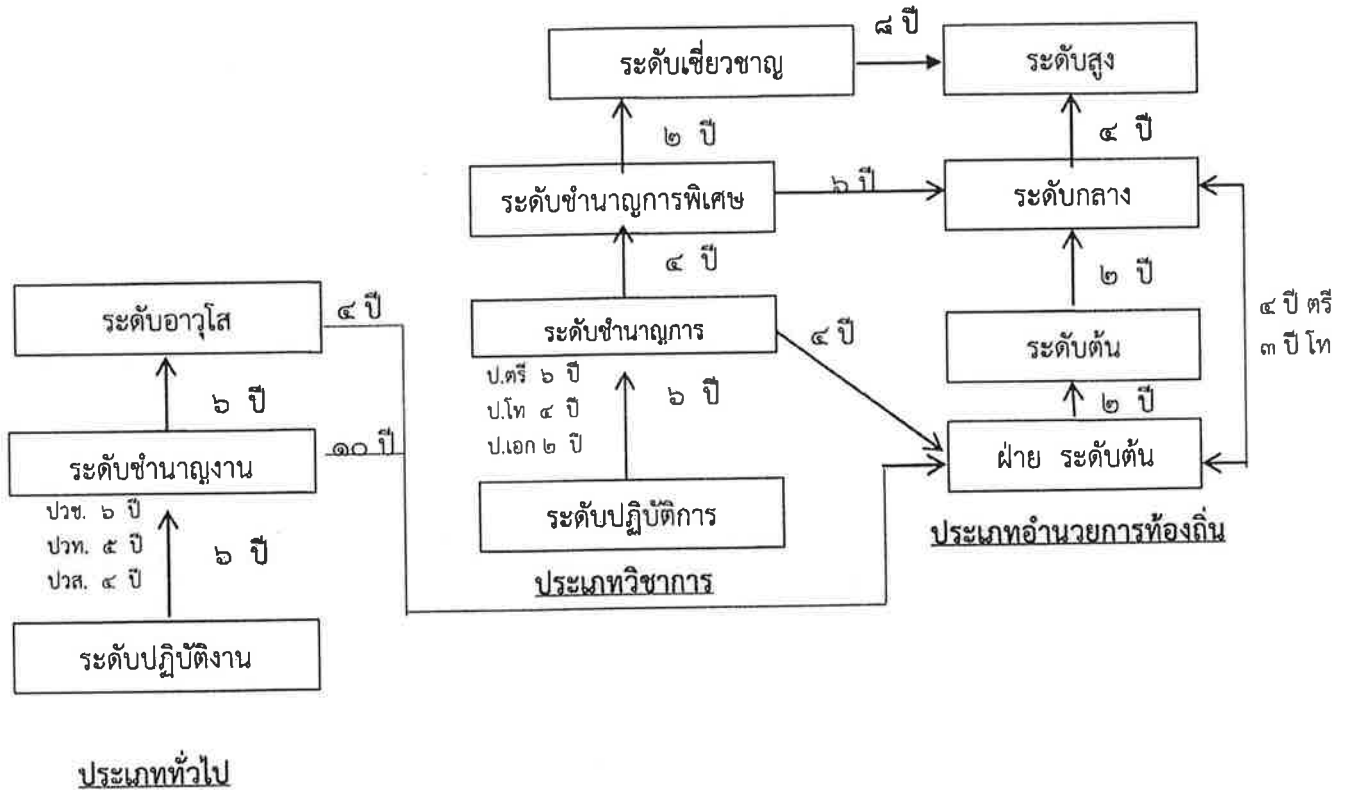 ๘ ปี
ระดับเชี่ยวชาญ
ระดับสูง
๒ ปี
๔ ปี
ระดับชำนาญการพิเศษ
๖ ปี
ระดับกลาง
๔ ปี
๒ ปี
ระดับอาวุโส
๔ ปี
ระดับชำนาญการ
๔ ปี
ระดับต้น
๔ ปี ตรี
๓ ปี โท
๖ ปี
ป.ตรี ๖ ปี
ป.โท ๔ ปี
ป.เอก ๒ ปี
๖ ปี
๒ ปี
ระดับชำนาญงาน
๑๐ ปี
ฝ่าย ระดับต้น
ปวช. ๖ ปี
ปวท. ๕ ปี
ปวส. ๔ ปี
๖ ปี
ระดับปฏิบัติการ
ประเภทอำนวยการท้องถิ่น
ประเภทวิชาการ
ระดับปฏิบัติงาน
ประเภททั่วไป